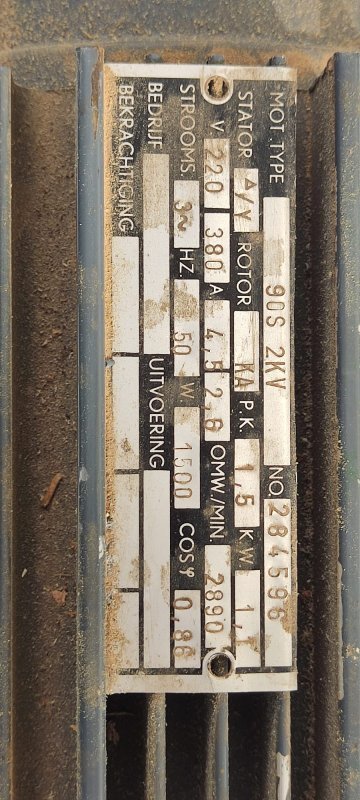 MOT. TYPE 90S 2KV NO. 284596
STATOR Δ/Y ROTOR KA P.K. 1,5 K.W. 1,1
V. 220 380 A 4,5 2,6 OMW./MIN. 2890
STROOMS. 3~ HZ. 50 W 1500 COSφ 0,86
BEDRIJF UITVOERING
BEKRACHTIGING